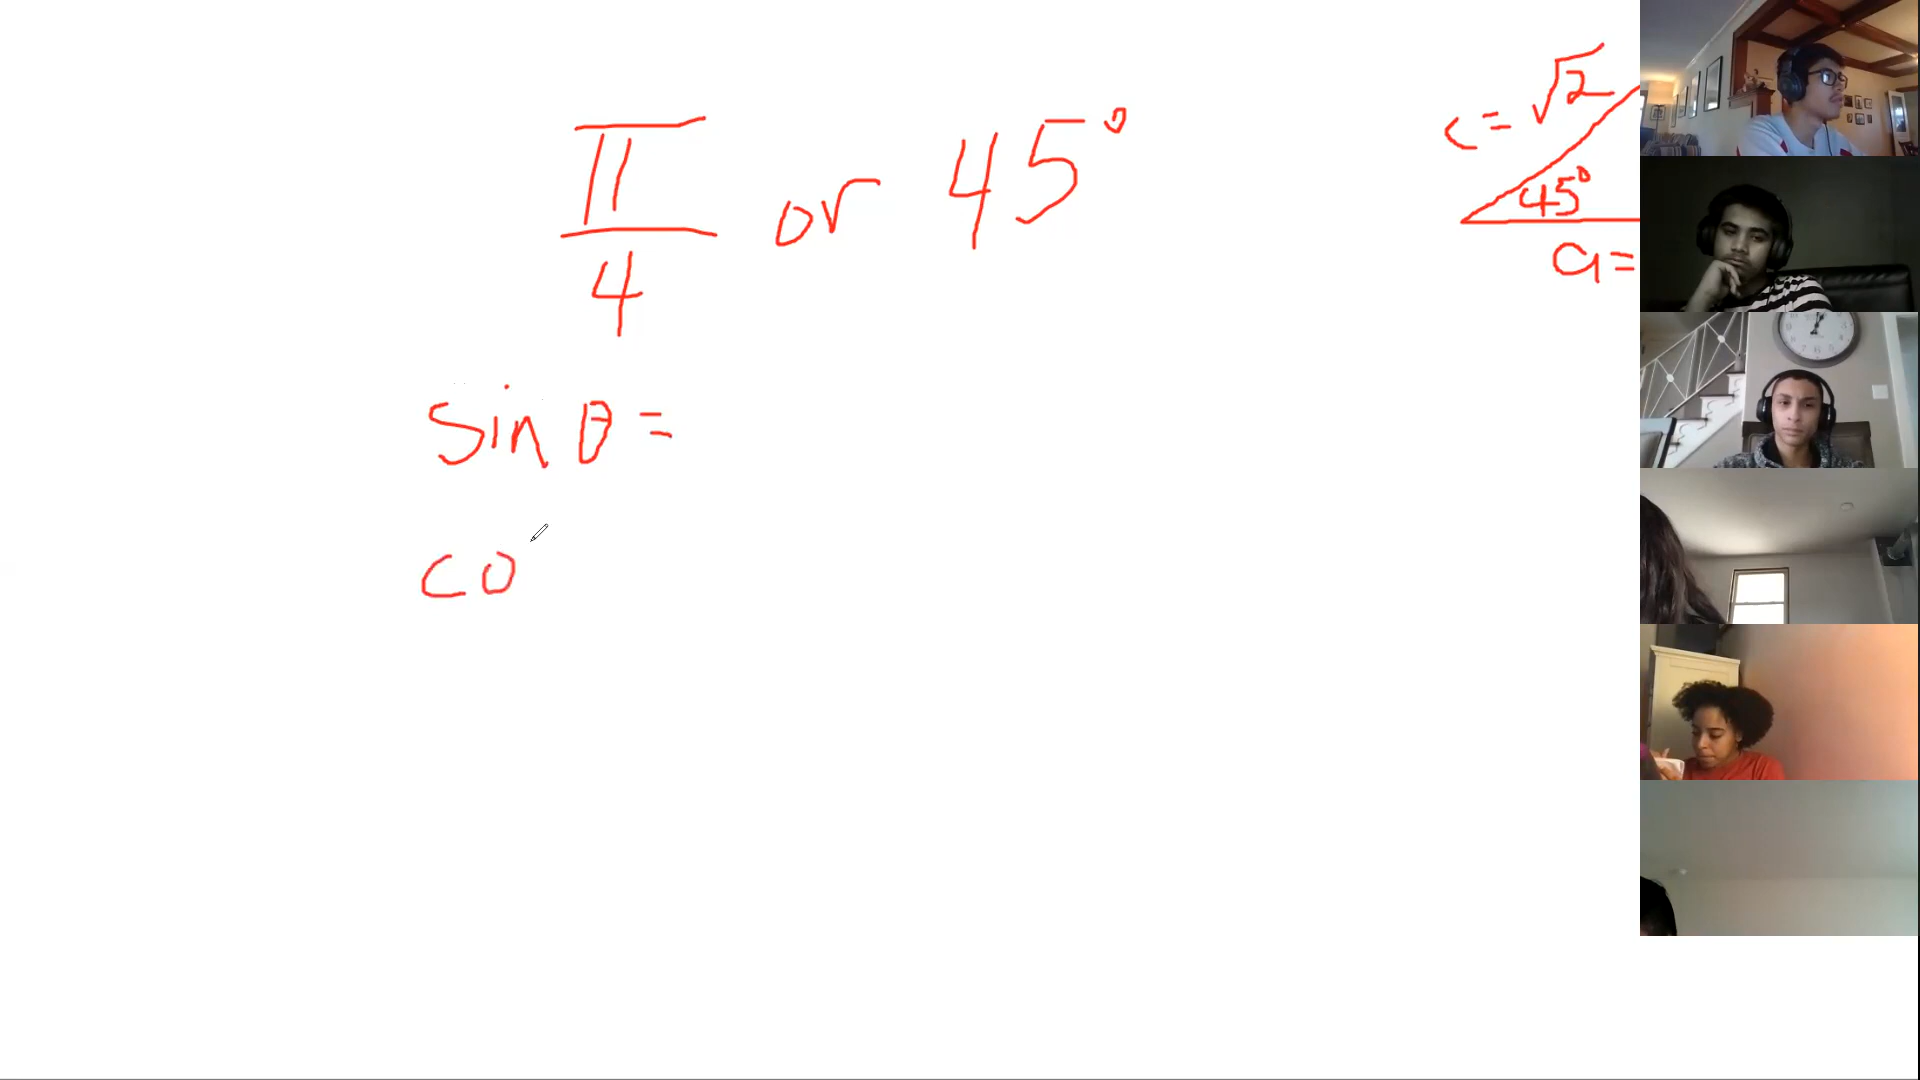 π/4 or 45°
c = √2
45°
a =
sin θ =
co